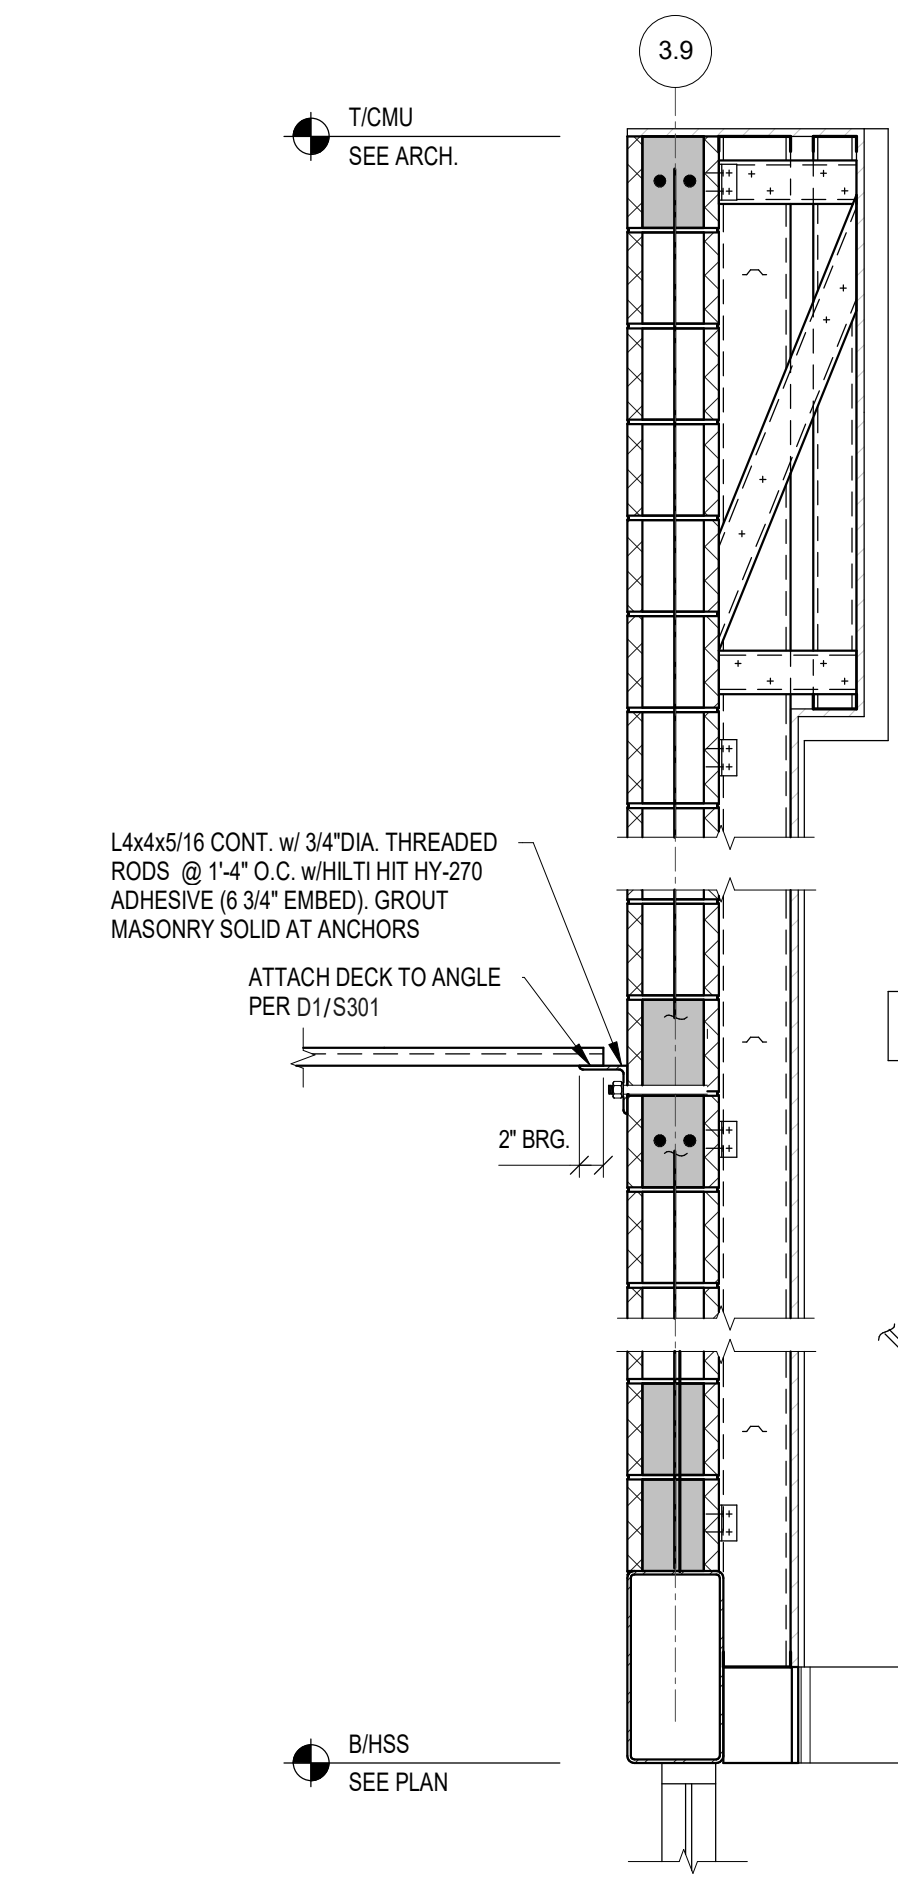 3.9
T/CMU
SEE ARCH.
L4x4x5/16 CONT. w/ 3/4"DIA. THREADED
RODS @ 1'-4" O.C. w/HILTI HIT HY-270
ADHESIVE (6 3/4" EMBED). GROUT
MASONRY SOLID AT ANCHORS
ATTACH DECK TO ANGLE
PER D1/S301
2" BRG.
B/HSS
SEE PLAN